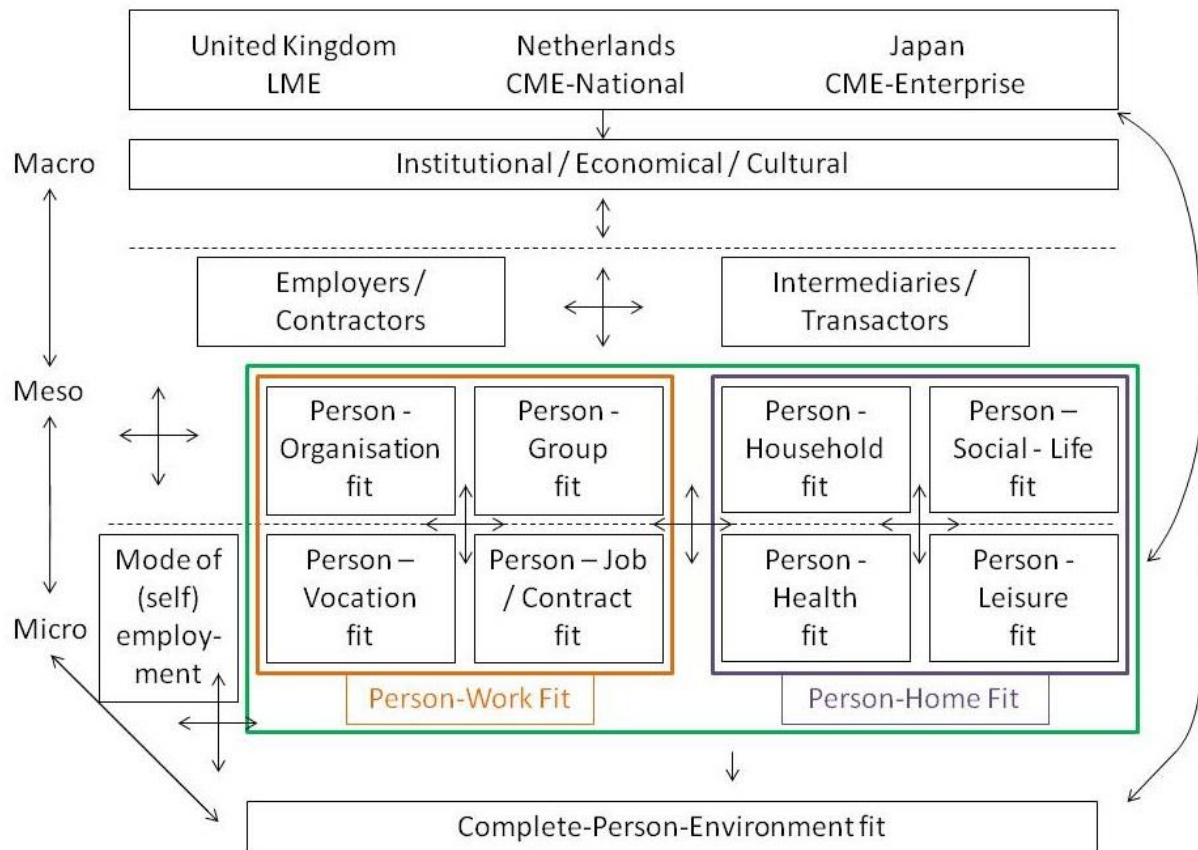 United Kingdom
LME
Netherlands
CME-National
Japan
CME-Enterprise
Macro
Institutional / Economical / Cultural
Employers /
Contractors
Intermediaries /
Transactors
Meso
Person -
Organisation
fit
Person -
Group
fit
Person -
Household
fit
Person –
Social - Life
fit
Mode of
(self)
employ-
ment
Person –
Vocation
fit
Person – Job
/ Contract
fit
Person -
Health
fit
Person -
Leisure
fit
Micro
Person-Work Fit
Person-Home Fit
Complete-Person-Environment fit